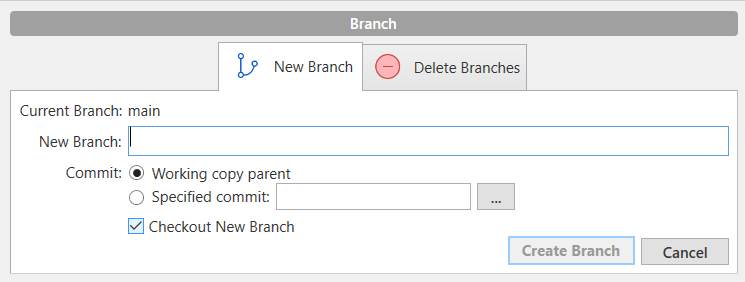 Branch
New Branch
Delete Branches
Current Branch: main
New Branch:
Commit: Working copy parent
Specified commit: ...
Checkout New Branch
Create Branch Cancel